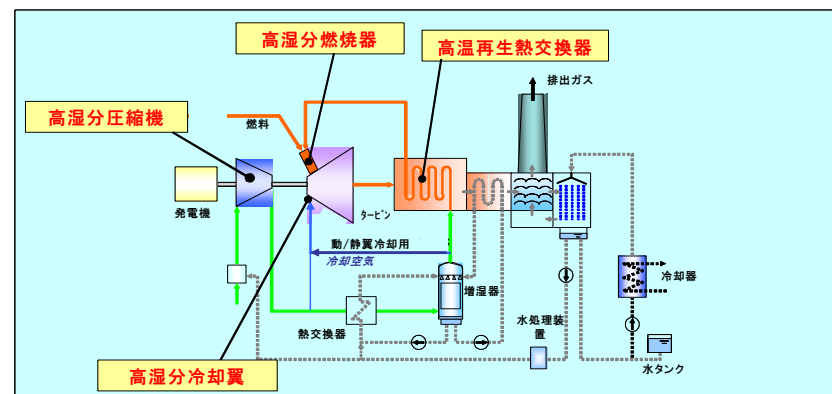 高湿分燃焼器
高温再生熱交換器
排出ガス
高湿分圧縮機
燃料
発電機
タービン
動/静翼冷却用
冷却空気
増湿器
冷却器
熱交換器
水処理装
置
水タンク
高湿分冷却翼